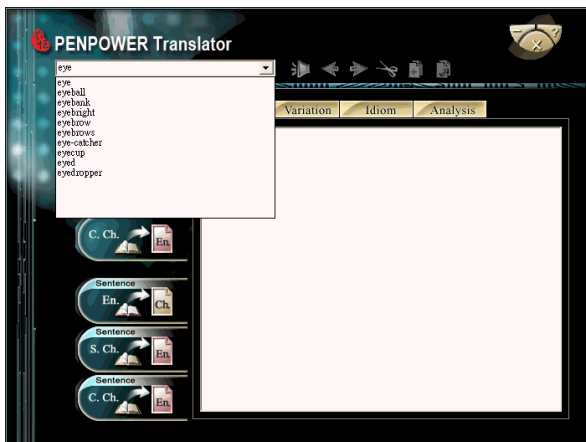 PENPOWER Translator
eye
eye
eyeball
eyebank
eyebright
eyebrow
eyebrows
eye-catcher
eyecup
eyed
eyedropper
Variation
Idiom
Analysis
C. Ch.
En.
Sentence
En.
Ch.
Sentence
S. Ch.
En.
Sentence
C. Ch.
En.
?
X